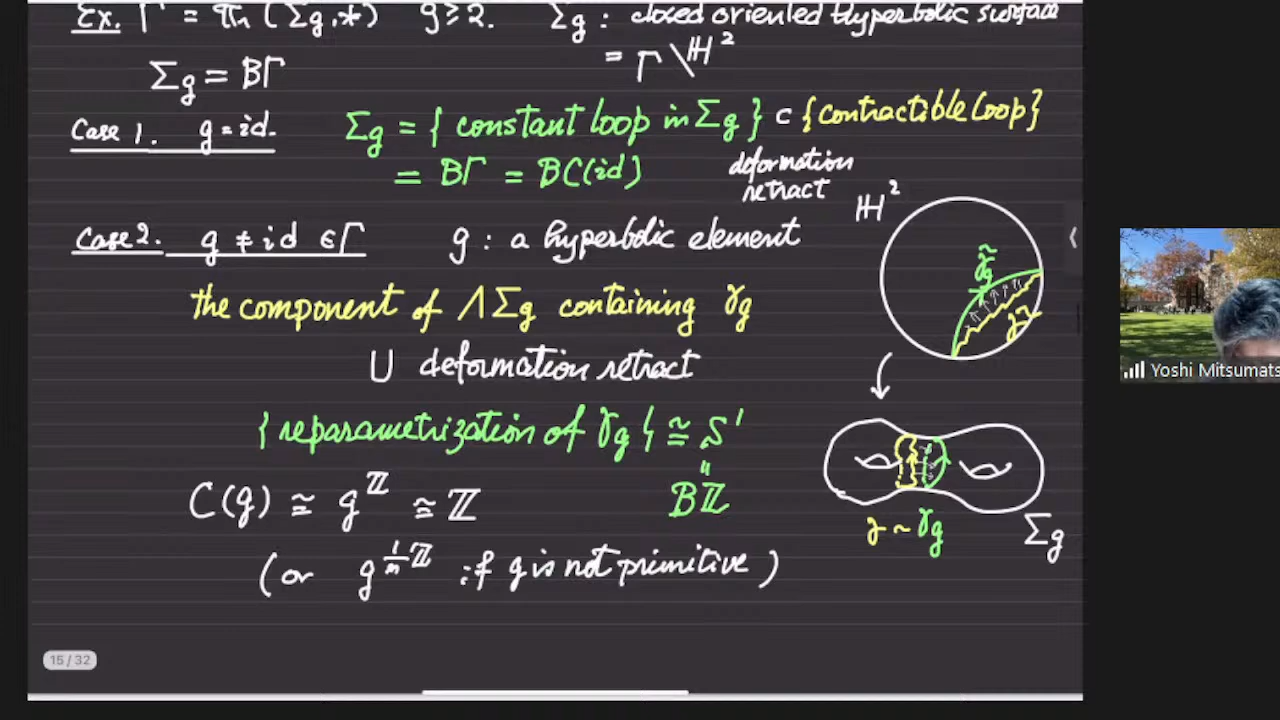 Ex. Γ = π₁(Σg,*) g≥2. Σg : closed oriented hyperbolic surface
= Γ\ℍ²
Σg = BΓ
Case 1. g = id. Σg = { constant loop in Σg } ⊂ {contractible loop}
= BΓ = BC(id)
deformation
retract
ℍ²
Case 2. g ≠ id ∈ Γ g : a hyperbolic element
γ̃g
the component of ΛΣg containing γg
∪ deformation retract
{ reparametrization of γg } ≅ S¹
"
Bℤ
C(g) ≅ g^ℤ ≅ ℤ
γ ~ γg
Σg
(or g^{1/n ℤ} if g is not primitive)
15 / 32
Yoshi Mitsumats